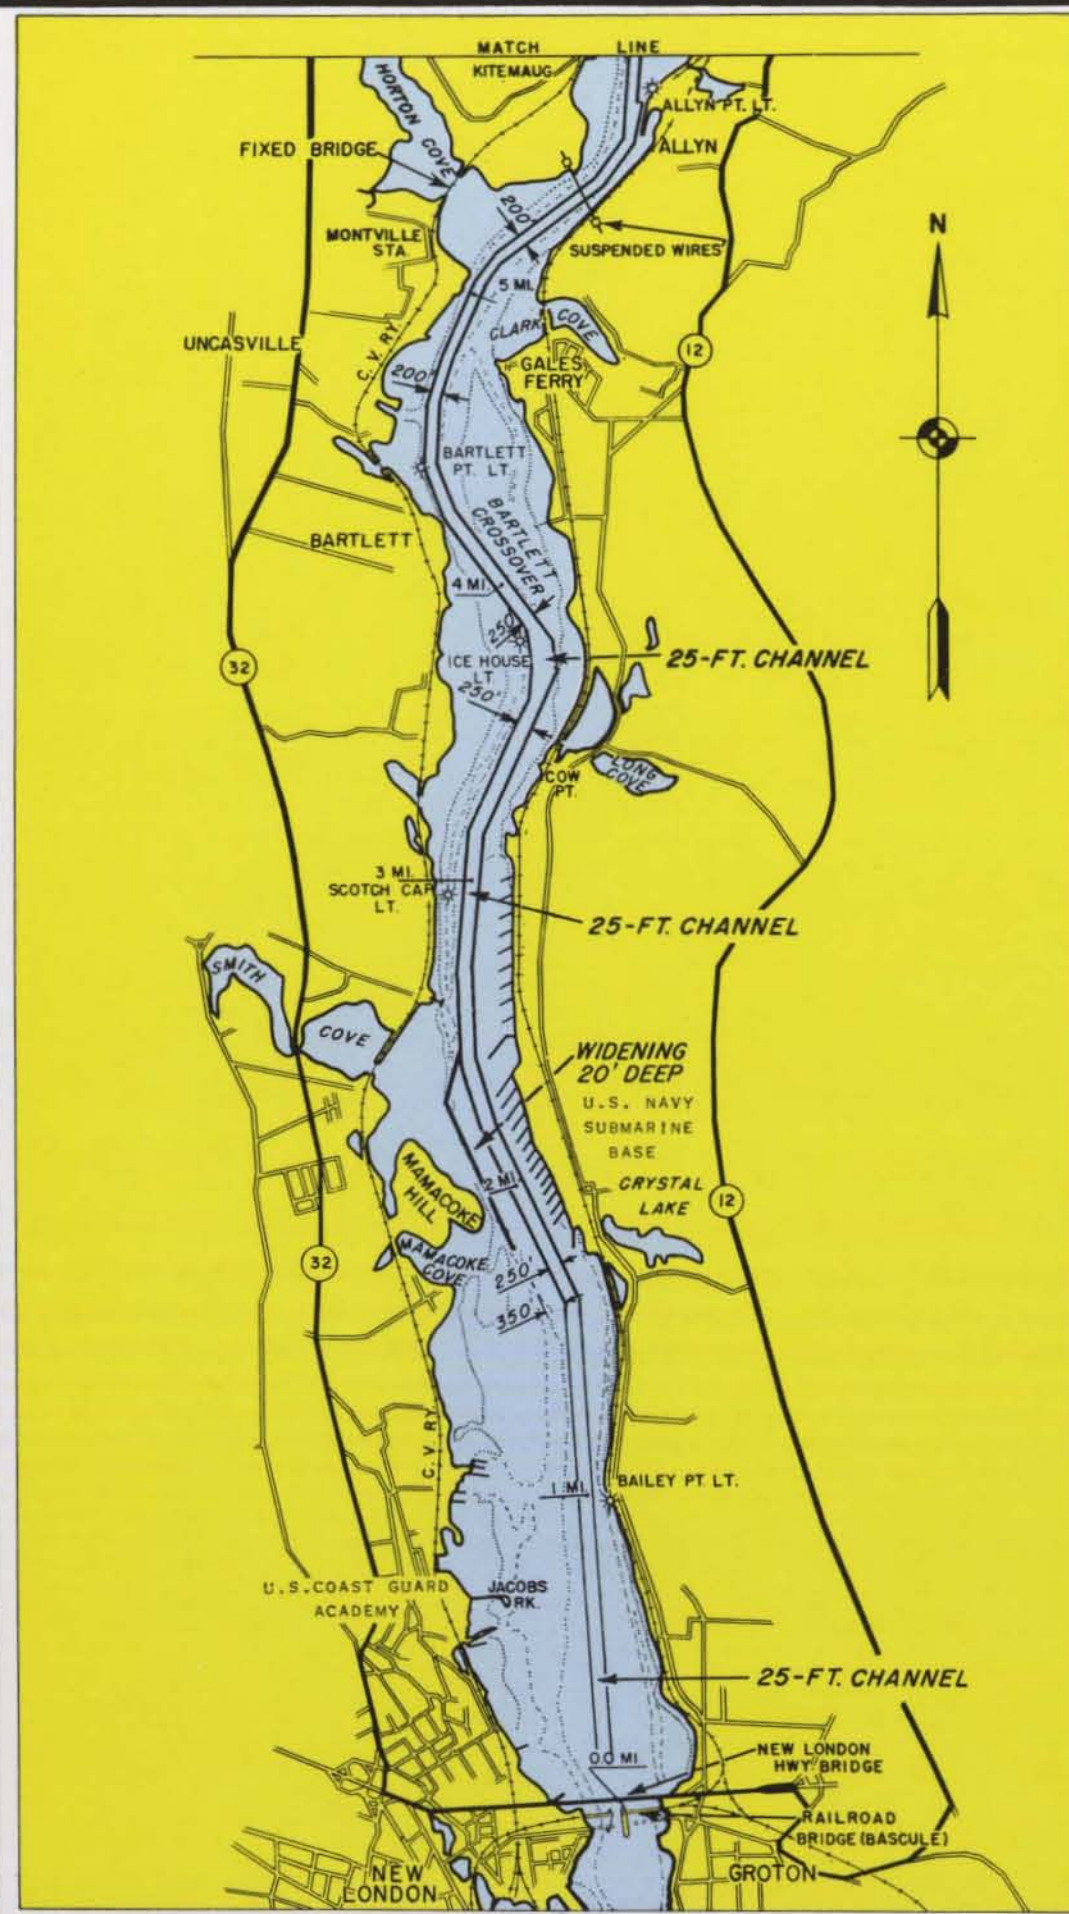 MATCH LINE
KITEMAUG
HORTON COVE
ALLYN PT. LT.
FIXED BRIDGE
ALLYN
200'
MONTVILLE
STA.
SUSPENDED WIRES
N
5 MI.
CLARK COVE
UNCASVILLE
C. V. RY.
12
GALES
FERRY
200'
BARTLETT
PT. LT.
BARTLETT
CROSSOVER
BARTLETT
4 MI.
250'
32
ICE HOUSE
LT.
25-FT. CHANNEL
250'
LONG
COVE
COW
PT.
3 MI.
SCOTCH CAP
LT.
25-FT. CHANNEL
SMITH
COVE
WIDENING
20' DEEP
U.S. NAVY
SUBMARINE
BASE
MAMACOKE
HILL
2 MI.
CRYSTAL
LAKE
12
MAMACOKE
COVE
32
250'
350'
C. V. RY.
BAILEY PT. LT.
1 MI.
U.S. COAST GUARD
ACADEMY
JACOBS
RK.
25-FT. CHANNEL
0.0 MI.
NEW LONDON
HWY. BRIDGE
RAILROAD
BRIDGE (BASCULE)
NEW
LONDON
GROTON